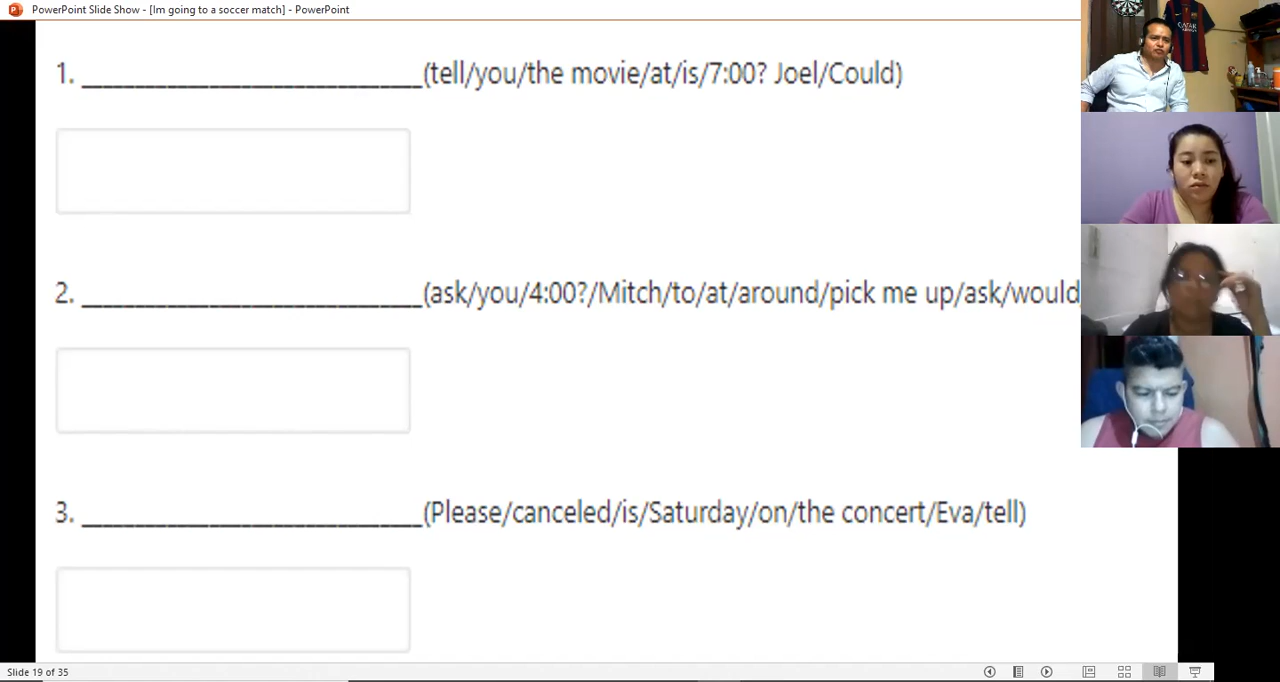 PowerPoint Slide Show - [Im going to a soccer match] - PowerPoint
1. ___________________________(tell/you/the movie/at/is/7:00? Joel/Could)
2. ___________________________(ask/you/4:00?/Mitch/to/at/around/pick me up/ask/would
3. ___________________________(Please/canceled/is/Saturday/on/the concert/Eva/tell)
QATAR
Slide 19 of 35